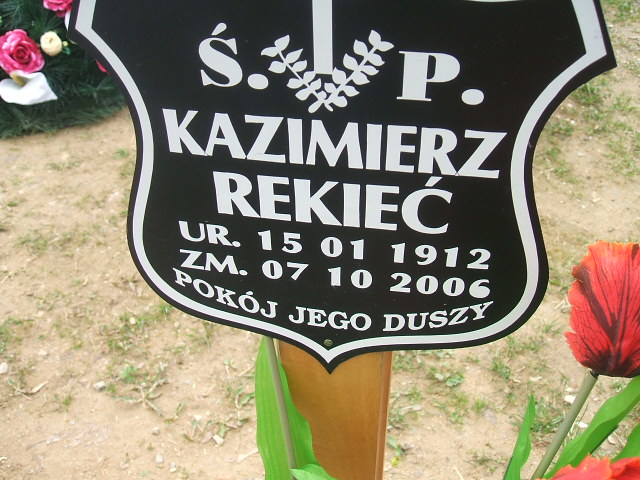 Ś. P.
KAZIMIERZ
REKIEĆ
UR. 15 01 1912
ZM. 07 10 2006
POKÓJ JEGO DUSZY